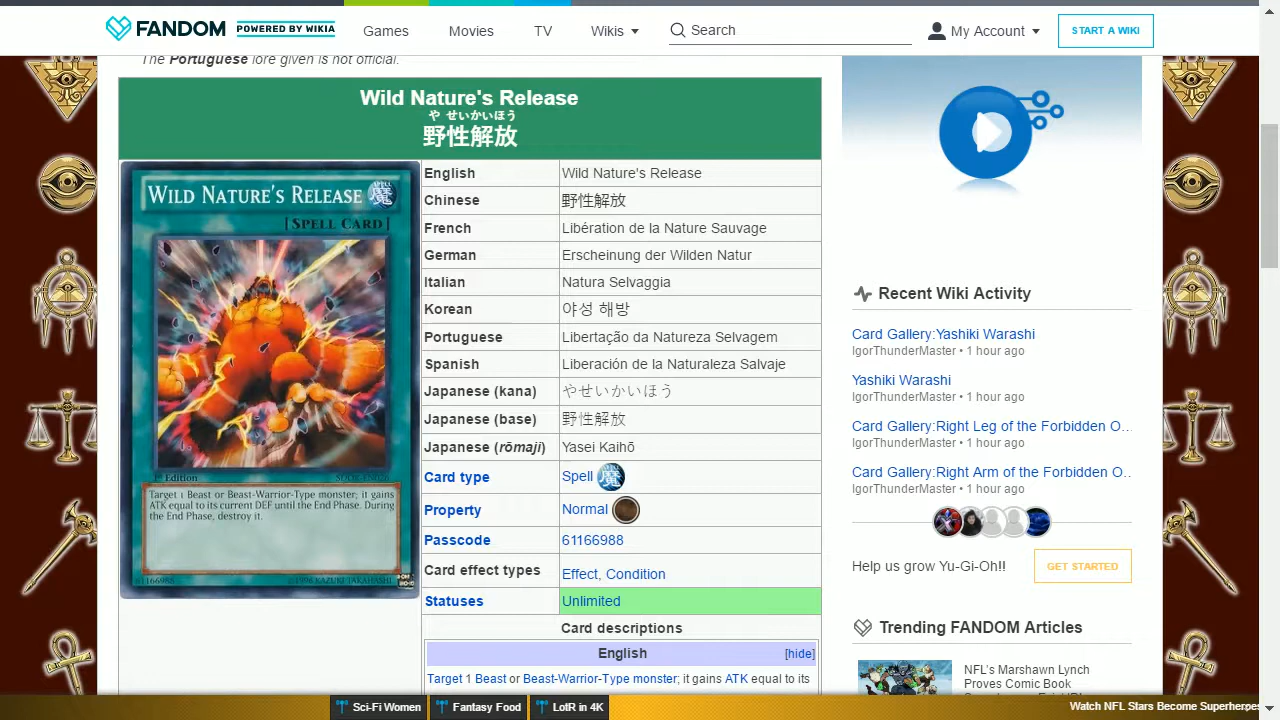 FANDOM POWERED BY WIKIA Games Movies TV Wikis Search My Account START A WIKI
The Portuguese lore given is not official.
Wild Nature's Release
や せいかいほう
野性解放
WILD NATURE'S RELEASE
[SPELL CARD]
1st Edition
Target 1 Beast or Beast-Warrior-Type monster; it gains
ATK equal to its current DEF until the End Phase. During
the End Phase, destroy it.
61166988 ©1996 KAZUKI TAKAHASHI
English Wild Nature's Release
Chinese 野性解放
French Libération de la Nature Sauvage
German Erscheinung der Wilden Natur
Italian Natura Selvaggia
Korean 야성 해방
Portuguese Libertação da Natureza Selvagem
Spanish Liberación de la Naturaleza Salvaje
Japanese (kana) やせいかいほう
Japanese (base) 野性解放
Japanese (rōmaji) Yasei Kaihō
Card type Spell
Property Normal
Passcode 61166988
Card effect types Effect, Condition
Statuses Unlimited
Card descriptions
English [hide]
Target 1 Beast or Beast-Warrior-Type monster; it gains ATK equal to its
Recent Wiki Activity
Card Gallery:Yashiki Warashi
IgorThunderMaster • 1 hour ago
Yashiki Warashi
IgorThunderMaster • 1 hour ago
Card Gallery:Right Leg of the Forbidden O...
IgorThunderMaster • 1 hour ago
Card Gallery:Right Arm of the Forbidden O..
IgorThunderMaster • 1 hour ago
Help us grow Yu-Gi-Oh!! GET STARTED
Trending FANDOM Articles
NFL's Marshawn Lynch
Proves Comic Book
Sci-Fi Women Fantasy Food LotR in 4K Watch NFL Stars Become Superheroes